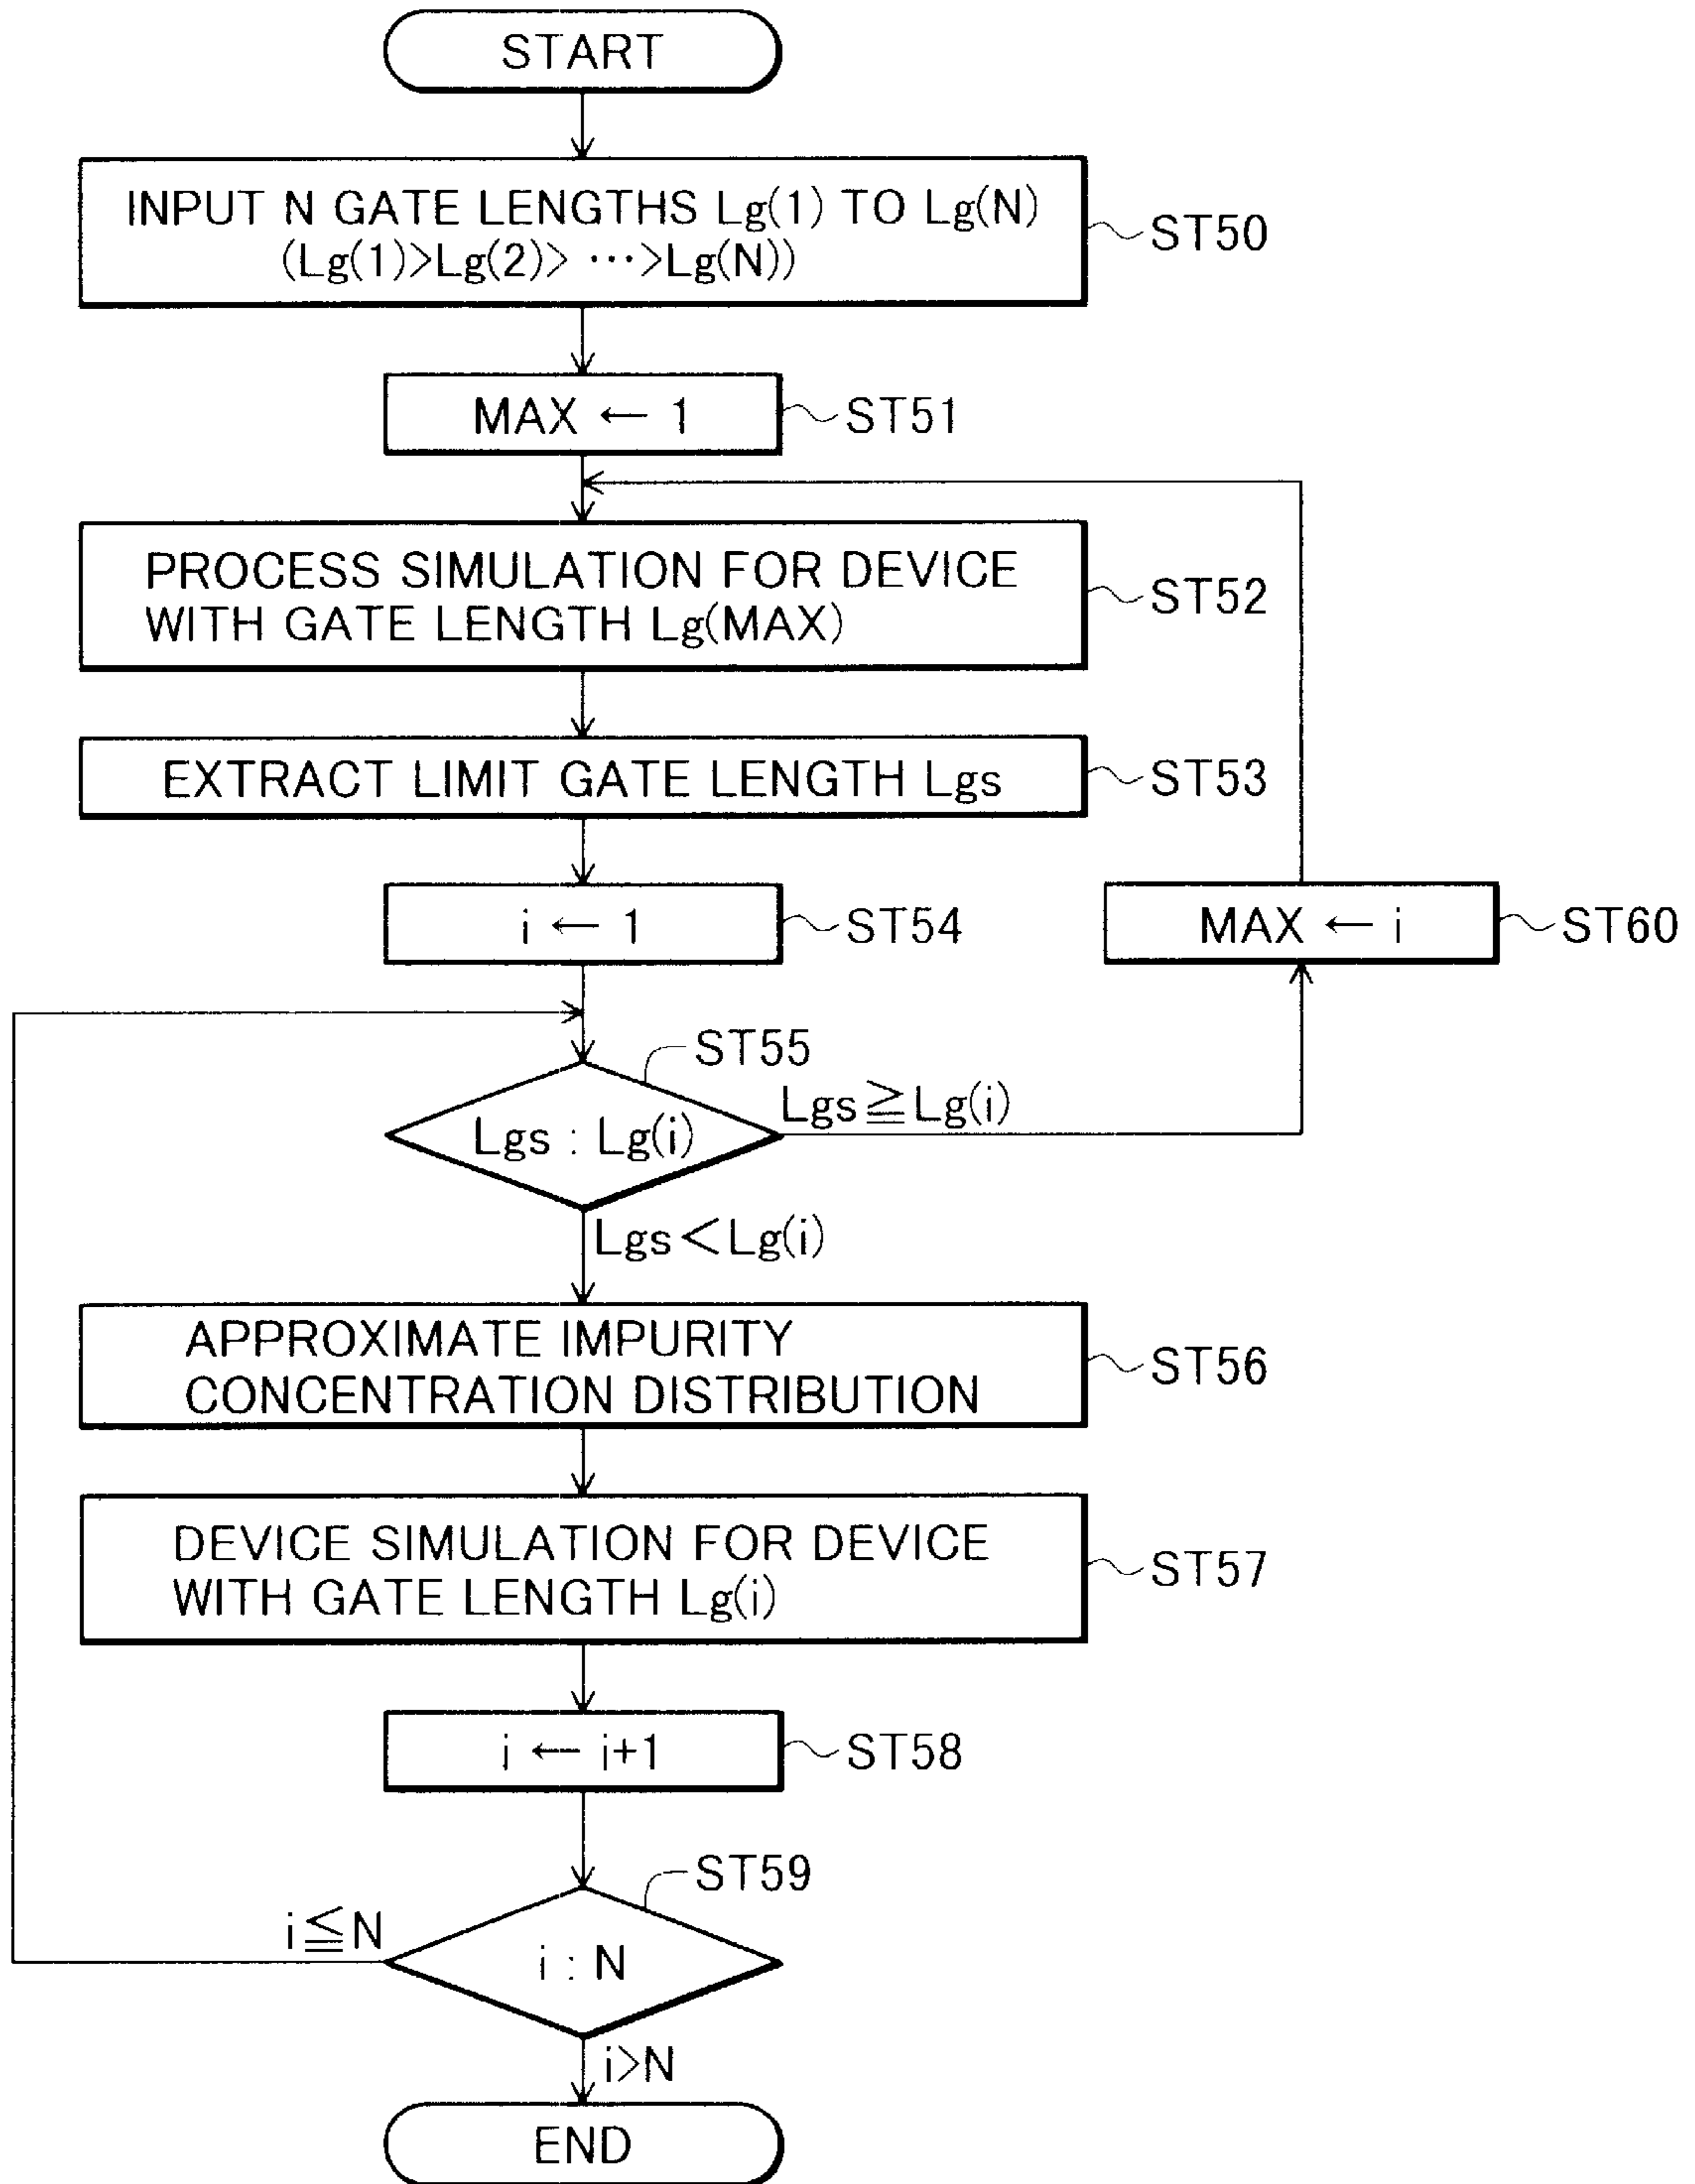 START
INPUT N GATE LENGTHS Lg(1) TO Lg(N)
(Lg(1)>Lg(2)> ⋯ >Lg(N))
ST50
MAX ← 1
ST51
PROCESS SIMULATION FOR DEVICE
WITH GATE LENGTH Lg(MAX)
ST52
EXTRACT LIMIT GATE LENGTH Lgs
ST53
i ← 1
ST54
MAX ← i
ST60
ST55
Lgs : Lg(i)
Lgs≧Lg(i)
Lgs<Lg(i)
APPROXIMATE IMPURITY
CONCENTRATION DISTRIBUTION
ST56
DEVICE SIMULATION FOR DEVICE
WITH GATE LENGTH Lg(i)
ST57
i ← i+1
ST58
ST59
i≦N
i : N
i>N
END